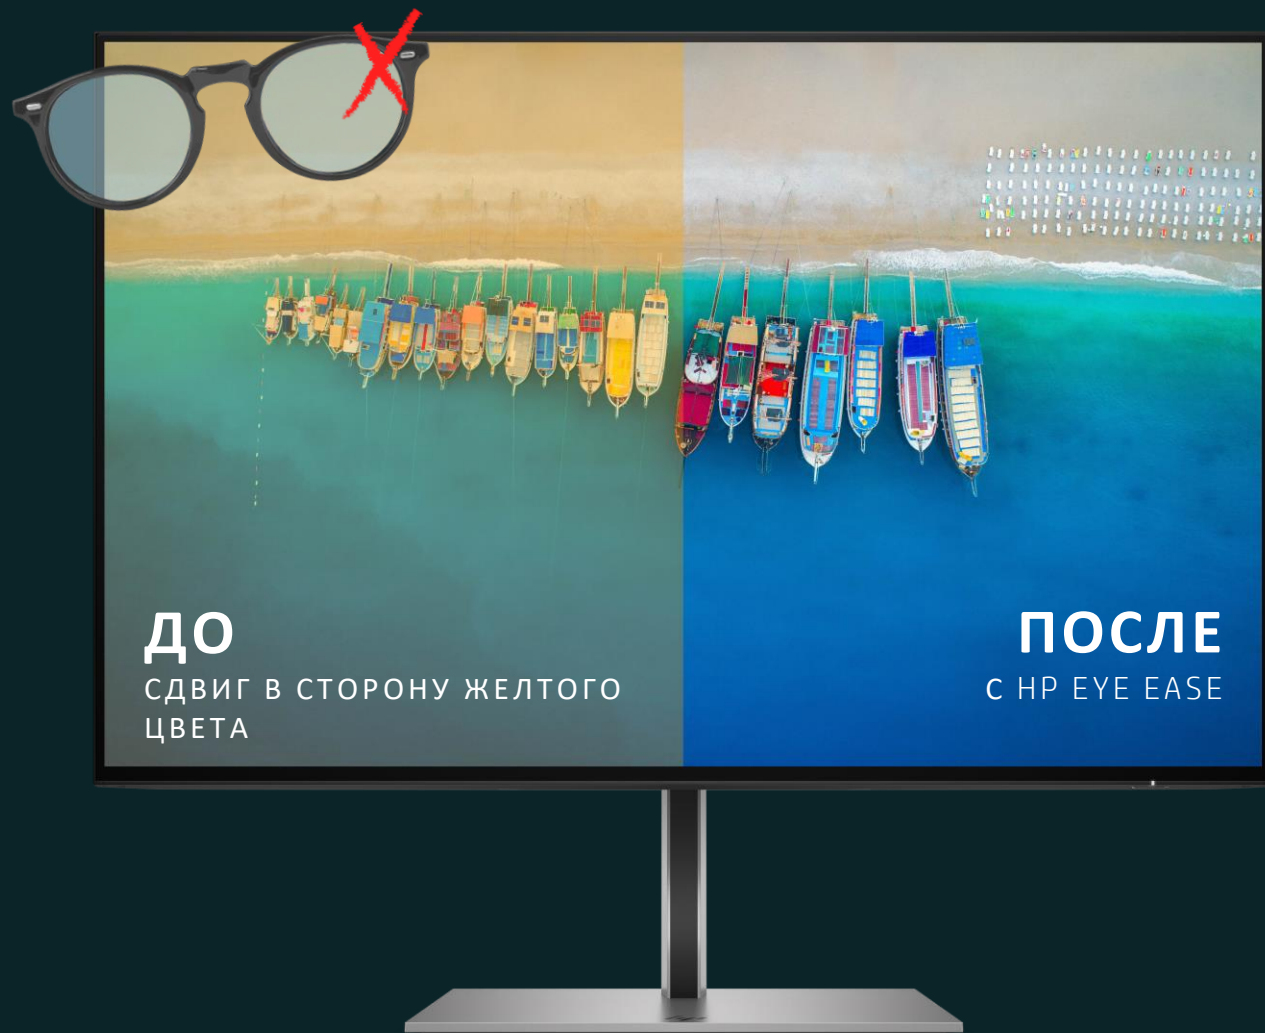 ДО
СДВИГ В СТОРОНУ ЖЕЛТОГО
ЦВЕТА
ПОСЛЕ
С HP EYE EASE